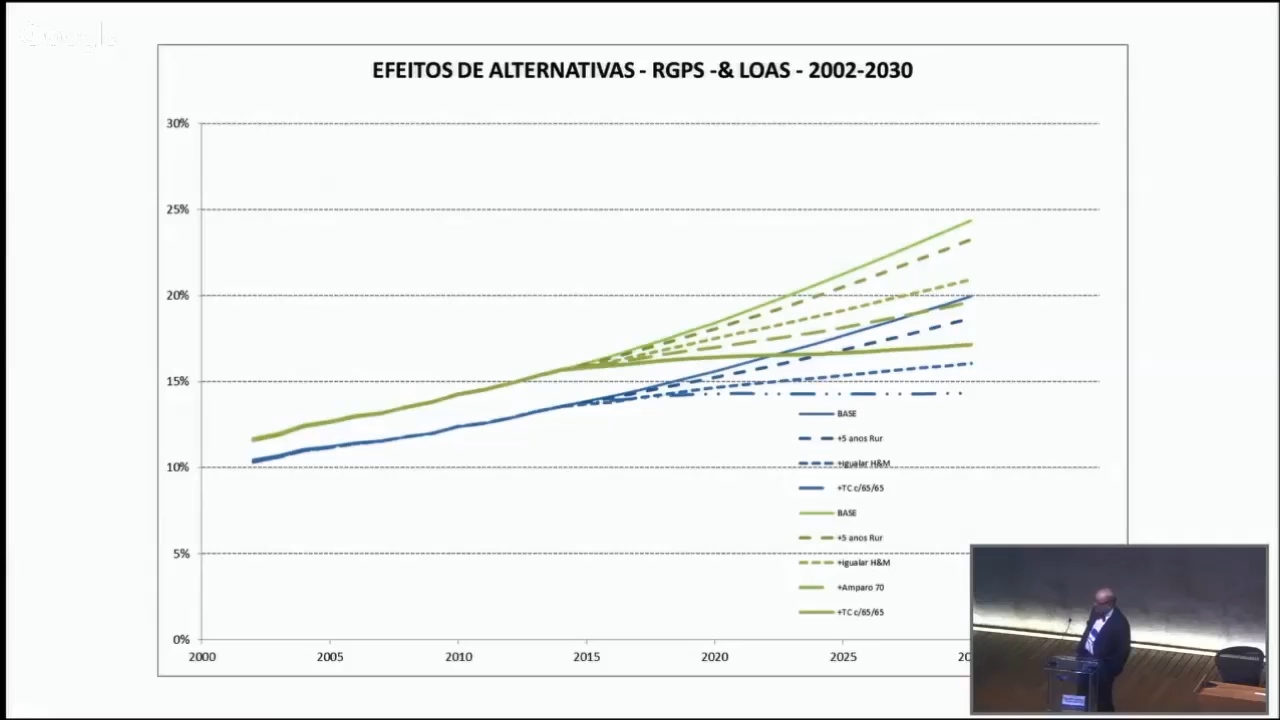 Google
EFEITOS DE ALTERNATIVAS - RGPS -& LOAS - 2002-2030
30%
25%
20%
15%
10%
5%
0%
2000
2005
2010
2015
2020
2025
BASE
+5 anos Rur
+igualar H&M
+TC c/65/65
BASE
+5 anos Rur
+igualar H&M
+Amparo 70
+TC c/65/65